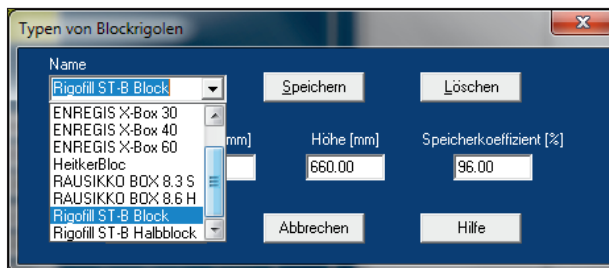 Typen von Blockrigolen
Name
Rigofill ST-B Block
Speichern
Löschen
ENREGIS X-Box 30
ENREGIS X-Box 40
ENREGIS X-Box 60
HeitkerBloc
RAUSIKKO BOX 8.3 S
RAUSIKKO BOX 8.6 H
Rigofill ST-B Block
Rigofill ST-B Halbblock
mm]
Höhe [mm]
Speicherkoeffizient [%]
660.00
96.00
Abbrechen
Hilfe